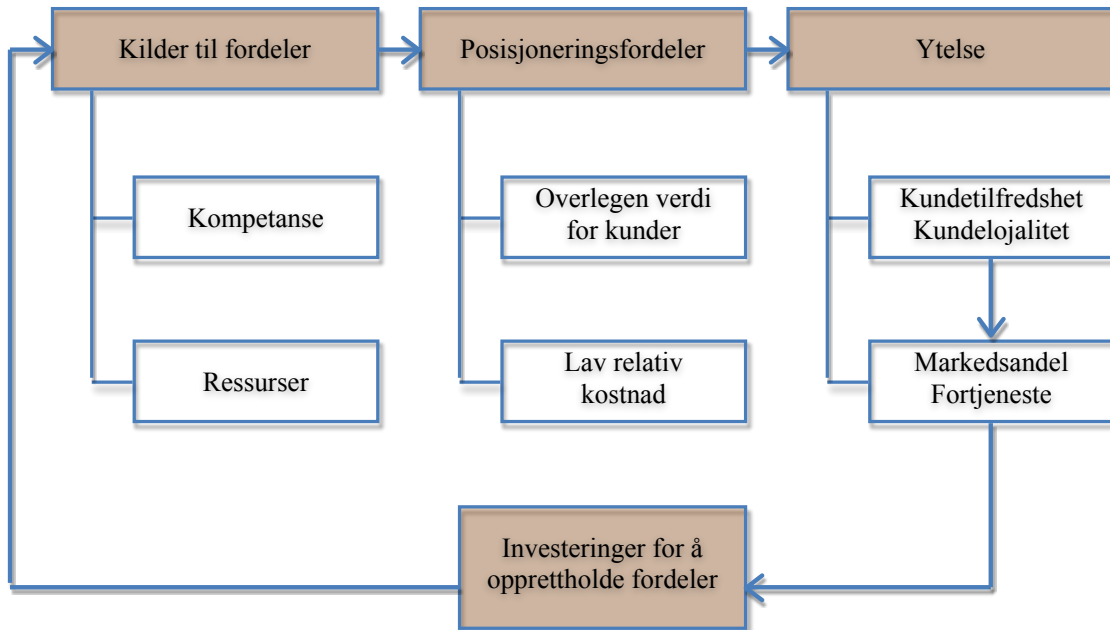 Kilder til fordeler
Posisjoneringsfordeler
Ytelse
Kompetanse
Overlegen verdi
for kunder
Kundetilfredshet
Kundelojalitet
Ressurser
Lav relativ
kostnad
Markedsandel
Fortjeneste
Investeringer for å
opprettholde fordeler